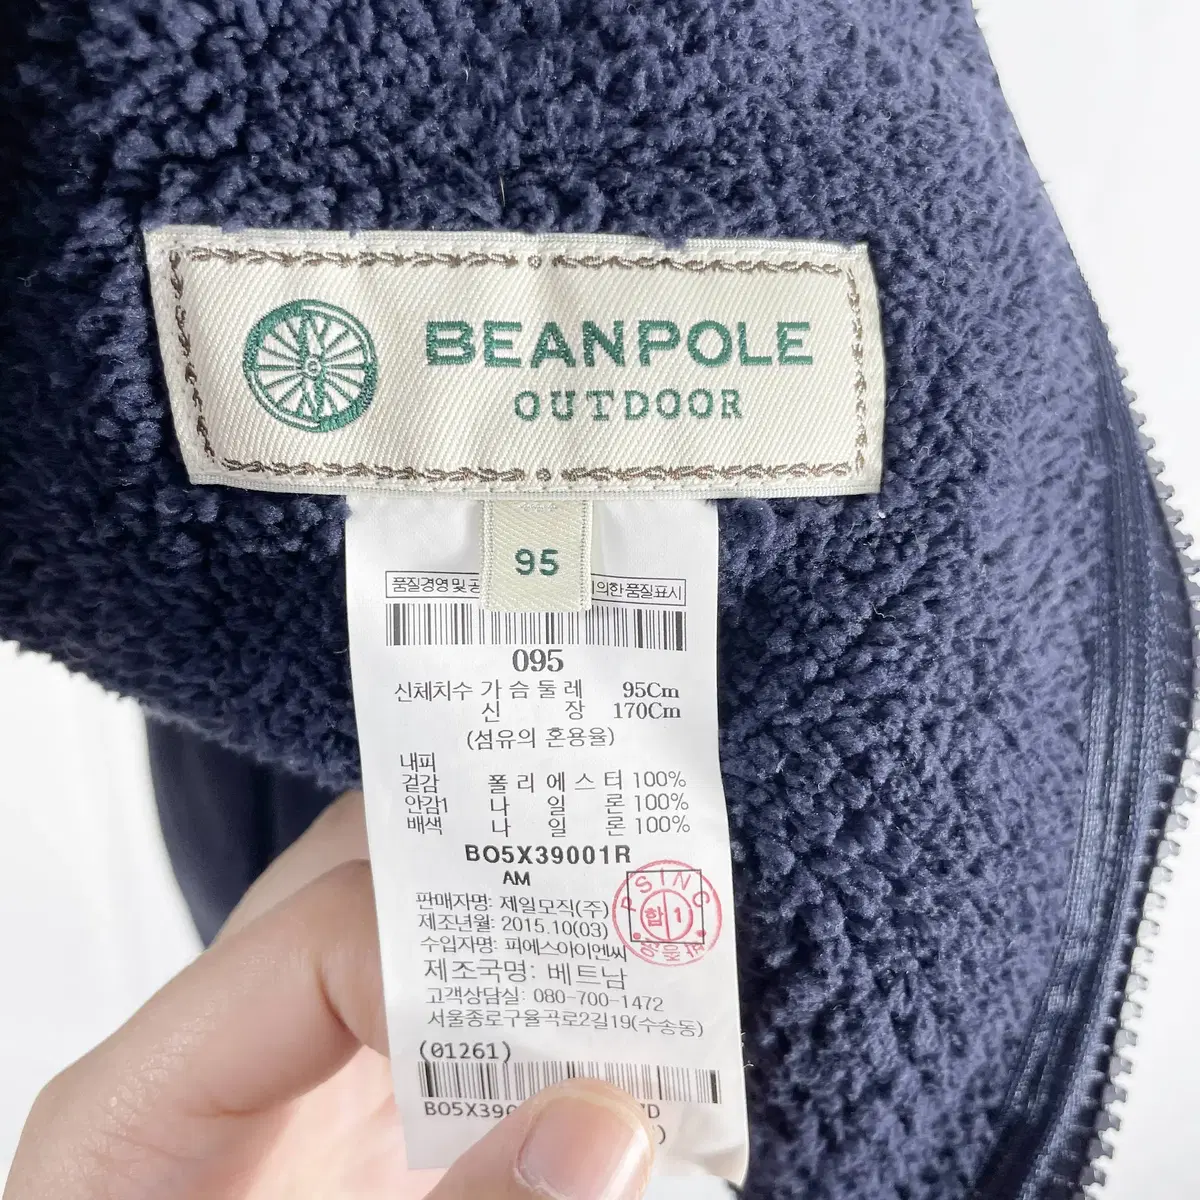 BEANPOLE
OUTDOOR
95
품질경영 및 공 의한 품질표시
095
신체치수 가슴둘레 95Cm
신장 170Cm
(섬유의 혼용율)
내피
겉감 폴리에스터 100%
안감1 나일론 100%
배색 나일론 100%
BO5X39001R
AM
PSINC
합1
판매자명: 제일모직(주)
제조년월: 2015.10(03)
수입자명: 피에스아이엔씨
제조국명: 베트남
고객상담실: 080-700-1472
서울종로구율곡로2길19(수송동)
(01261)
BO5X390